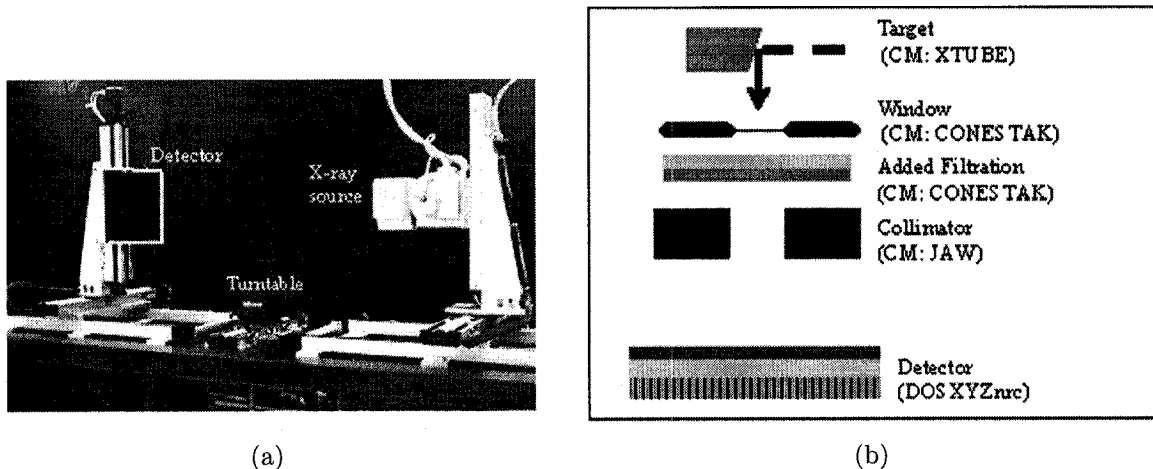 Detector
X-ray
source
Turntable
(a)
Target
(CM: XTUBE)
Window
(CM: CONES TAK)
Added Filtration
(CM: CONES TAK)
Collimator
(CM: JAW)
Detector
(DOS XYZnrc)
(b)